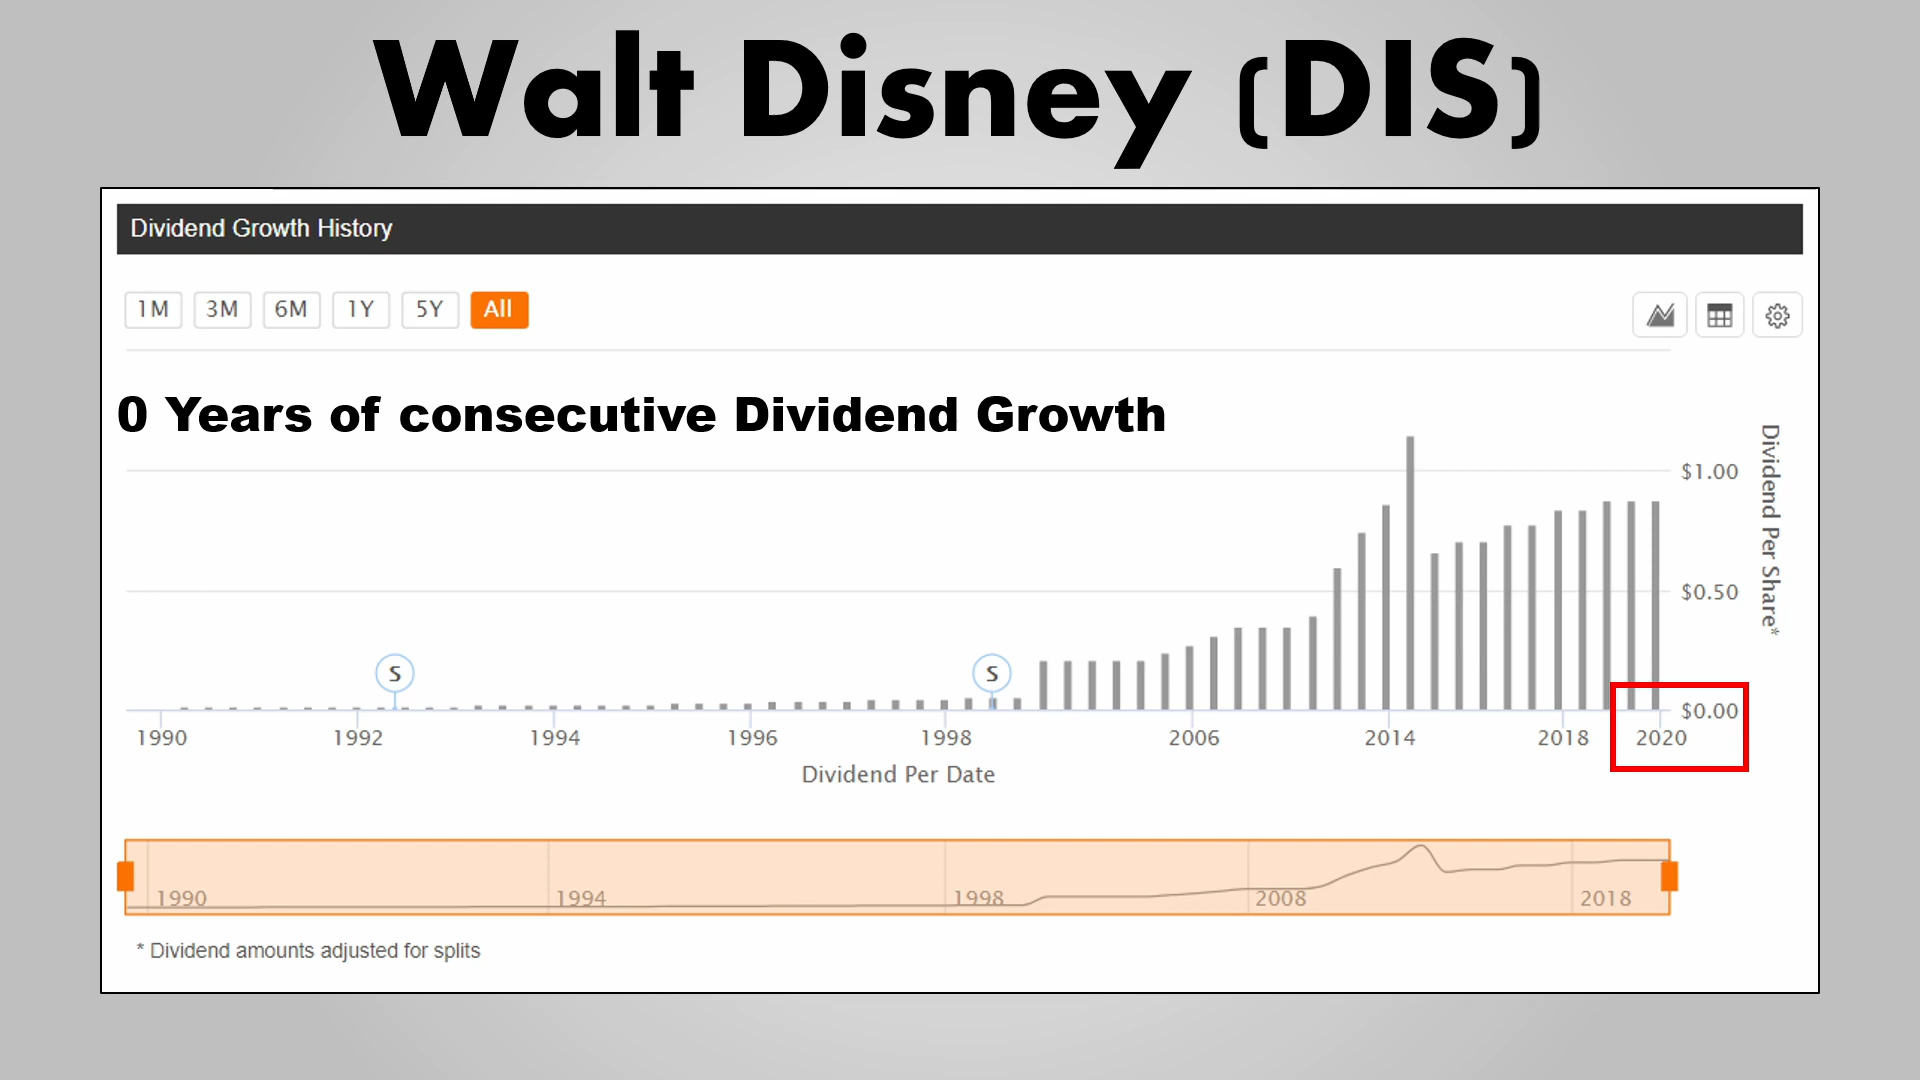 Walt Disney (DIS)
Dividend Growth History
1M 3M 6M 1Y 5Y All
0 Years of consecutive Dividend Growth
$1.00
$0.50
$0.00
Dividend Per Share*
S S
1990 1992 1994 1996 1998 2006 2014 2018 2020
Dividend Per Date
1990 1994 1998 2008 2018
* Dividend amounts adjusted for splits